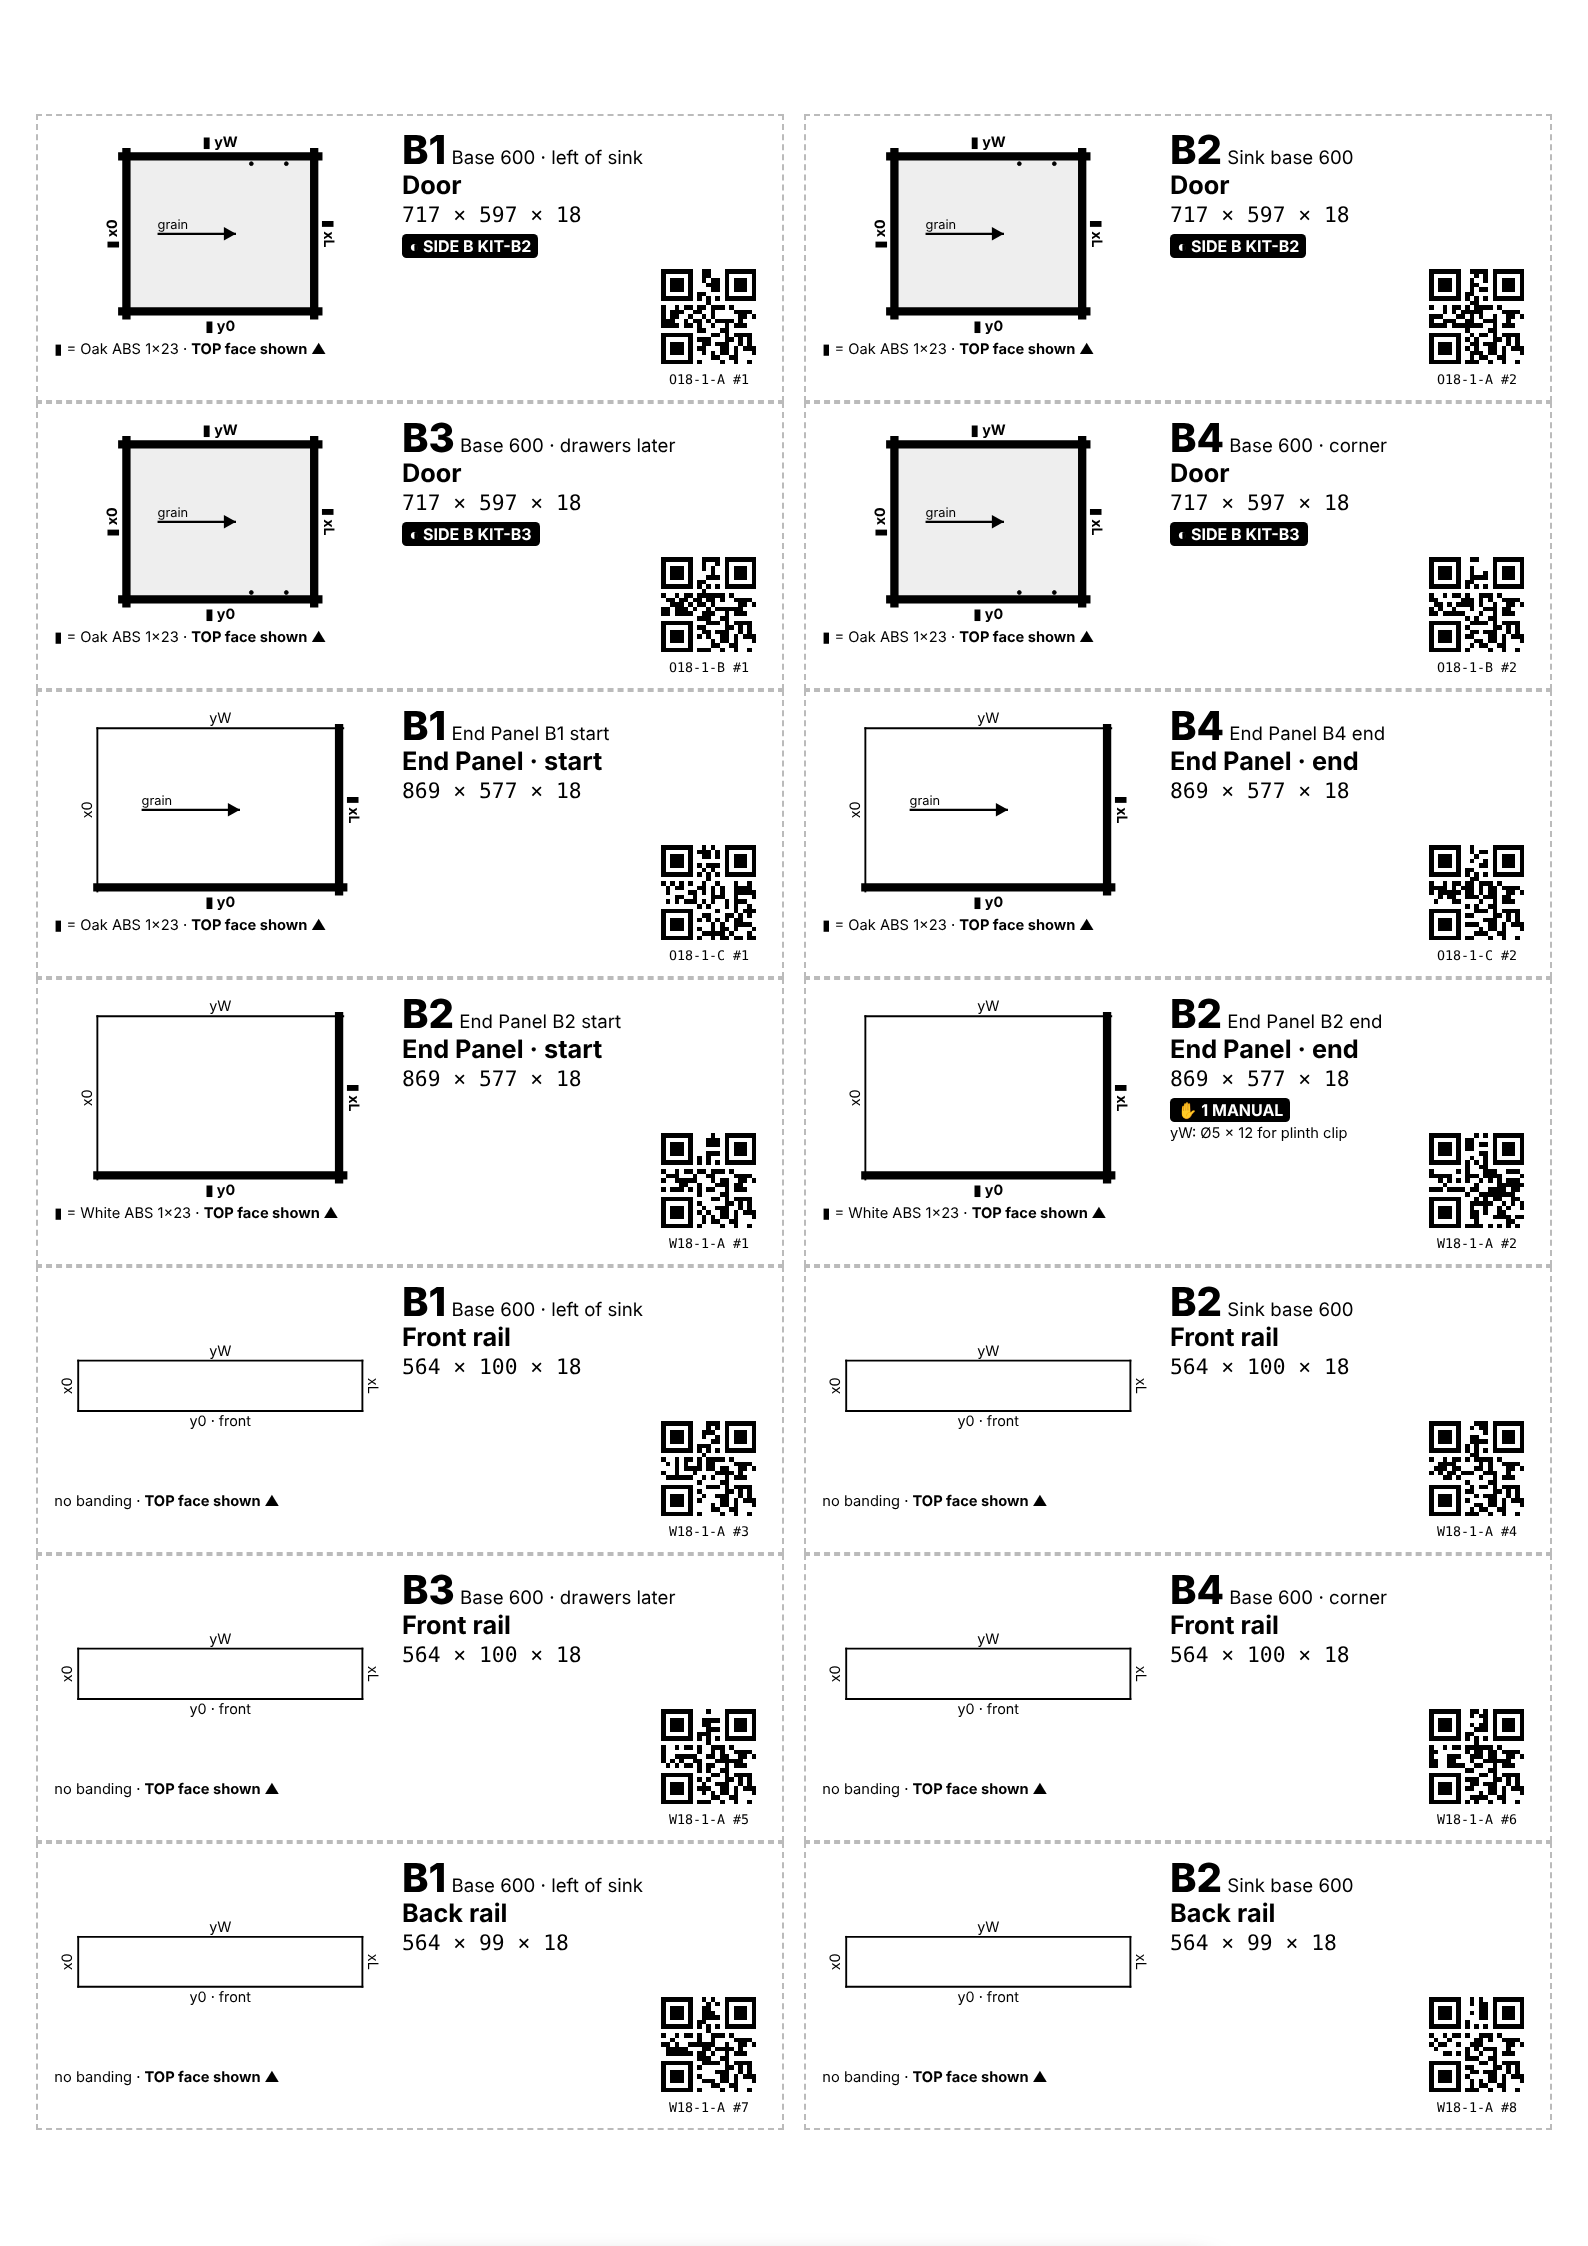 ▮ yW
▮ x0
grain
▮ xL
▮ y0
▮ = Oak ABS 1×23 · TOP face shown ▲
B1 Base 600 · left of sink
Door
717 × 597 × 18
◖ SIDE B KIT-B2
O18-1-A #1
▮ yW
▮ x0
grain
▮ xL
▮ y0
▮ = Oak ABS 1×23 · TOP face shown ▲
B2 Sink base 600
Door
717 × 597 × 18
◖ SIDE B KIT-B2
O18-1-A #2
▮ yW
▮ x0
grain
▮ xL
▮ y0
▮ = Oak ABS 1×23 · TOP face shown ▲
B3 Base 600 · drawers later
Door
717 × 597 × 18
◖ SIDE B KIT-B3
O18-1-B #1
▮ yW
▮ x0
grain
▮ xL
▮ y0
▮ = Oak ABS 1×23 · TOP face shown ▲
B4 Base 600 · corner
Door
717 × 597 × 18
◖ SIDE B KIT-B3
O18-1-B #2
yW
x0
grain
▮ xL
▮ y0
▮ = Oak ABS 1×23 · TOP face shown ▲
B1 End Panel B1 start
End Panel · start
869 × 577 × 18
O18-1-C #1
yW
x0
grain
▮ xL
▮ y0
▮ = Oak ABS 1×23 · TOP face shown ▲
B4 End Panel B4 end
End Panel · end
869 × 577 × 18
O18-1-C #2
yW
x0
▮ xL
▮ y0
▮ = White ABS 1×23 · TOP face shown ▲
B2 End Panel B2 start
End Panel · start
869 × 577 × 18
W18-1-A #1
yW
x0
▮ xL
▮ y0
▮ = White ABS 1×23 · TOP face shown ▲
B2 End Panel B2 end
End Panel · end
869 × 577 × 18
✋ 1 MANUAL
yW: Ø5 × 12 for plinth clip
W18-1-A #2
yW
x0
xL
y0 · front
no banding · TOP face shown ▲
B1 Base 600 · left of sink
Front rail
564 × 100 × 18
W18-1-A #3
yW
x0
xL
y0 · front
no banding · TOP face shown ▲
B2 Sink base 600
Front rail
564 × 100 × 18
W18-1-A #4
yW
x0
xL
y0 · front
no banding · TOP face shown ▲
B3 Base 600 · drawers later
Front rail
564 × 100 × 18
W18-1-A #5
yW
x0
xL
y0 · front
no banding · TOP face shown ▲
B4 Base 600 · corner
Front rail
564 × 100 × 18
W18-1-A #6
yW
x0
xL
y0 · front
no banding · TOP face shown ▲
B1 Base 600 · left of sink
Back rail
564 × 99 × 18
W18-1-A #7
yW
x0
xL
y0 · front
no banding · TOP face shown ▲
B2 Sink base 600
Back rail
564 × 99 × 18
W18-1-A #8